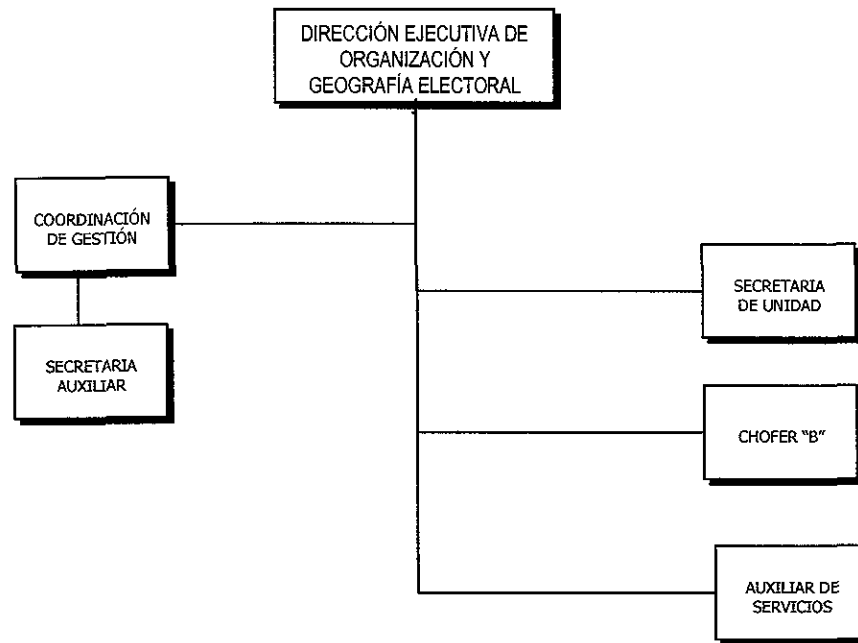 DIRECCIÓN EJECUTIVA DE
ORGANIZACIÓN Y
GEOGRAFÍA ELECTORAL
COORDINACIÓN
DE GESTIÓN
SECRETARIA
AUXILIAR
SECRETARIA
DE UNIDAD
CHOFER "B"
AUXILIAR DE
SERVICIOS